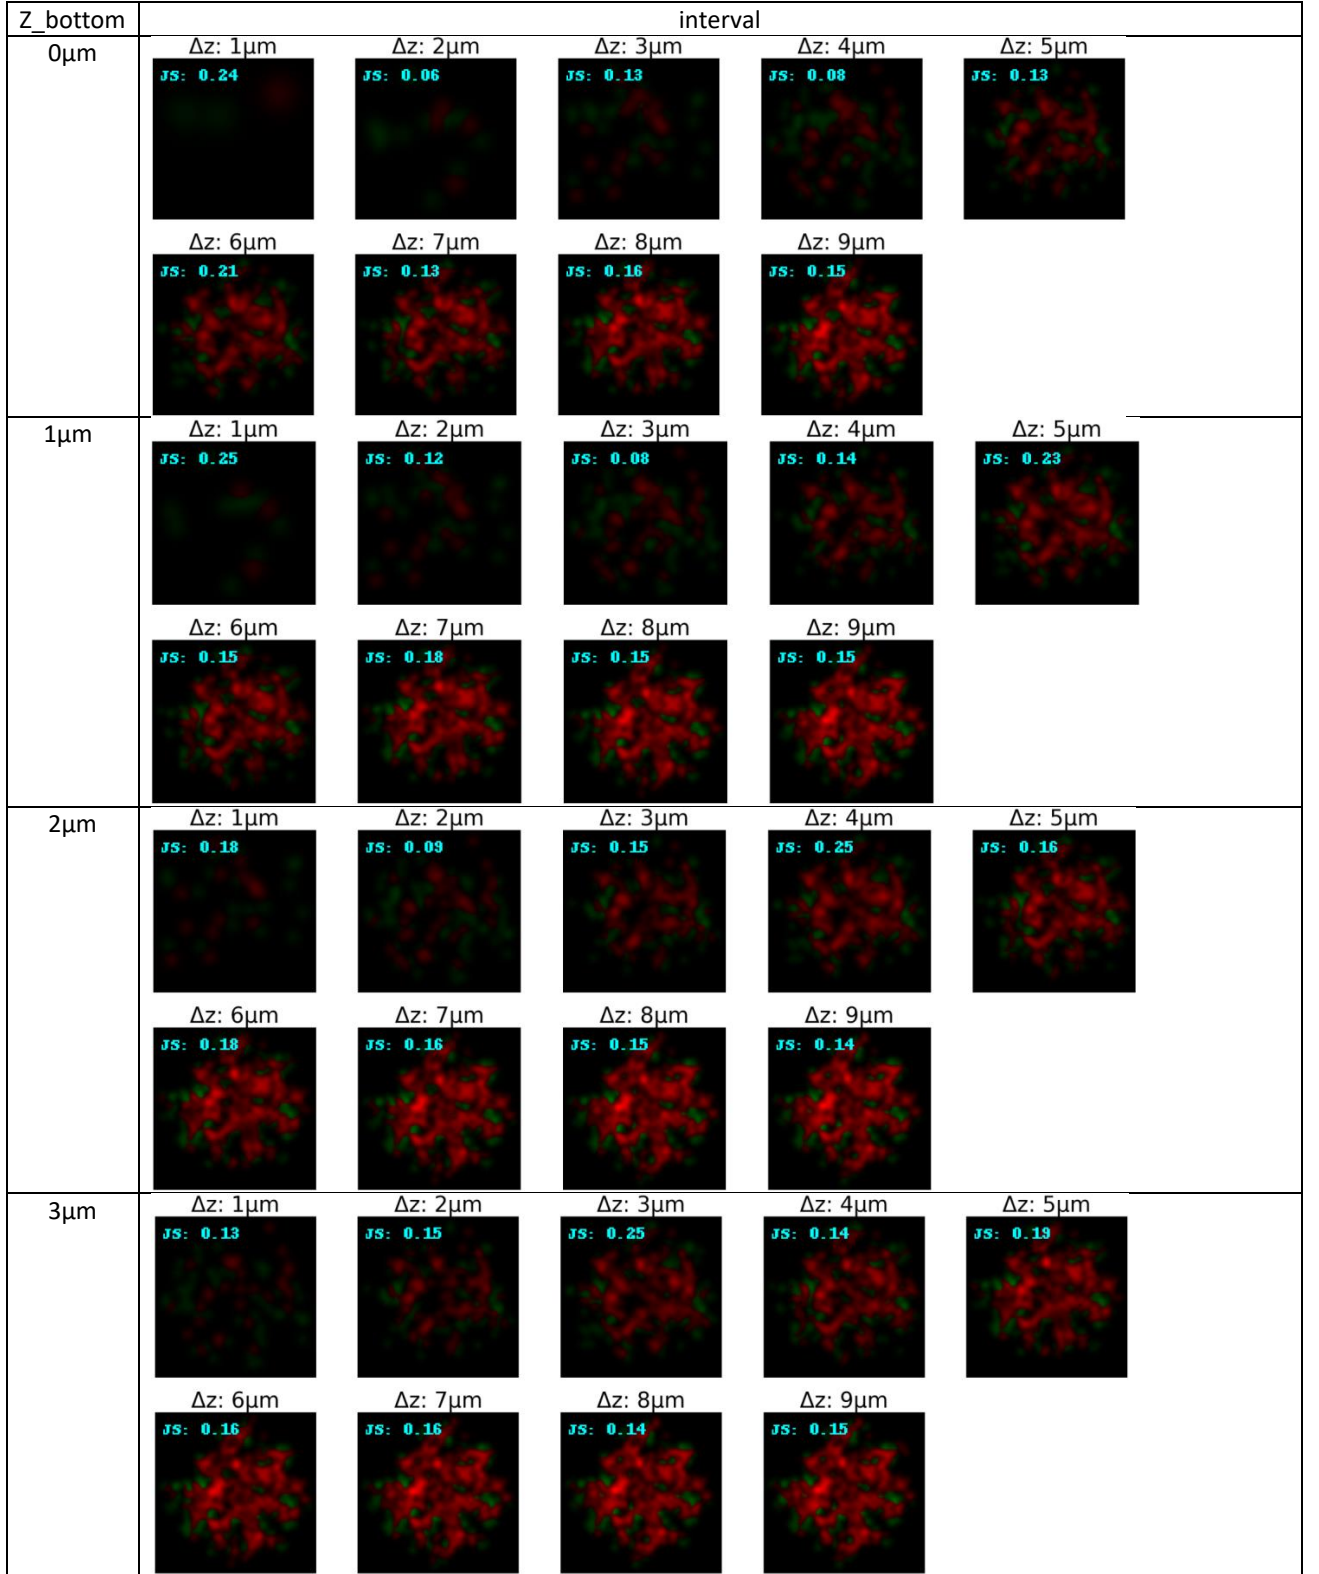 Z_bottom interval
0µm
Δz: 1µm Δz: 2µm Δz: 3µm Δz: 4µm Δz: 5µm
JS: 0.24 JS: 0.06 JS: 0.13 JS: 0.08 JS: 0.13
Δz: 6µm Δz: 7µm Δz: 8µm Δz: 9µm
JS: 0.21 JS: 0.13 JS: 0.16 JS: 0.15
1µm
Δz: 1µm Δz: 2µm Δz: 3µm Δz: 4µm Δz: 5µm
JS: 0.25 JS: 0.12 JS: 0.08 JS: 0.14 JS: 0.23
Δz: 6µm Δz: 7µm Δz: 8µm Δz: 9µm
JS: 0.15 JS: 0.18 JS: 0.15 JS: 0.15
2µm
Δz: 1µm Δz: 2µm Δz: 3µm Δz: 4µm Δz: 5µm
JS: 0.18 JS: 0.09 JS: 0.15 JS: 0.25 JS: 0.16
Δz: 6µm Δz: 7µm Δz: 8µm Δz: 9µm
JS: 0.18 JS: 0.16 JS: 0.15 JS: 0.14
3µm
Δz: 1µm Δz: 2µm Δz: 3µm Δz: 4µm Δz: 5µm
JS: 0.13 JS: 0.15 JS: 0.25 JS: 0.14 JS: 0.19
Δz: 6µm Δz: 7µm Δz: 8µm Δz: 9µm
JS: 0.16 JS: 0.16 JS: 0.14 JS: 0.15